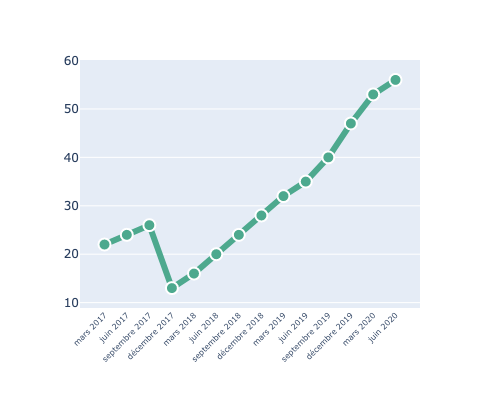 60
50
40
30
20
10
mars 2017
juin 2017
septembre 2017
décembre 2017
mars 2018
juin 2018
septembre 2018
décembre 2018
mars 2019
juin 2019
septembre 2019
décembre 2019
mars 2020
juin 2020